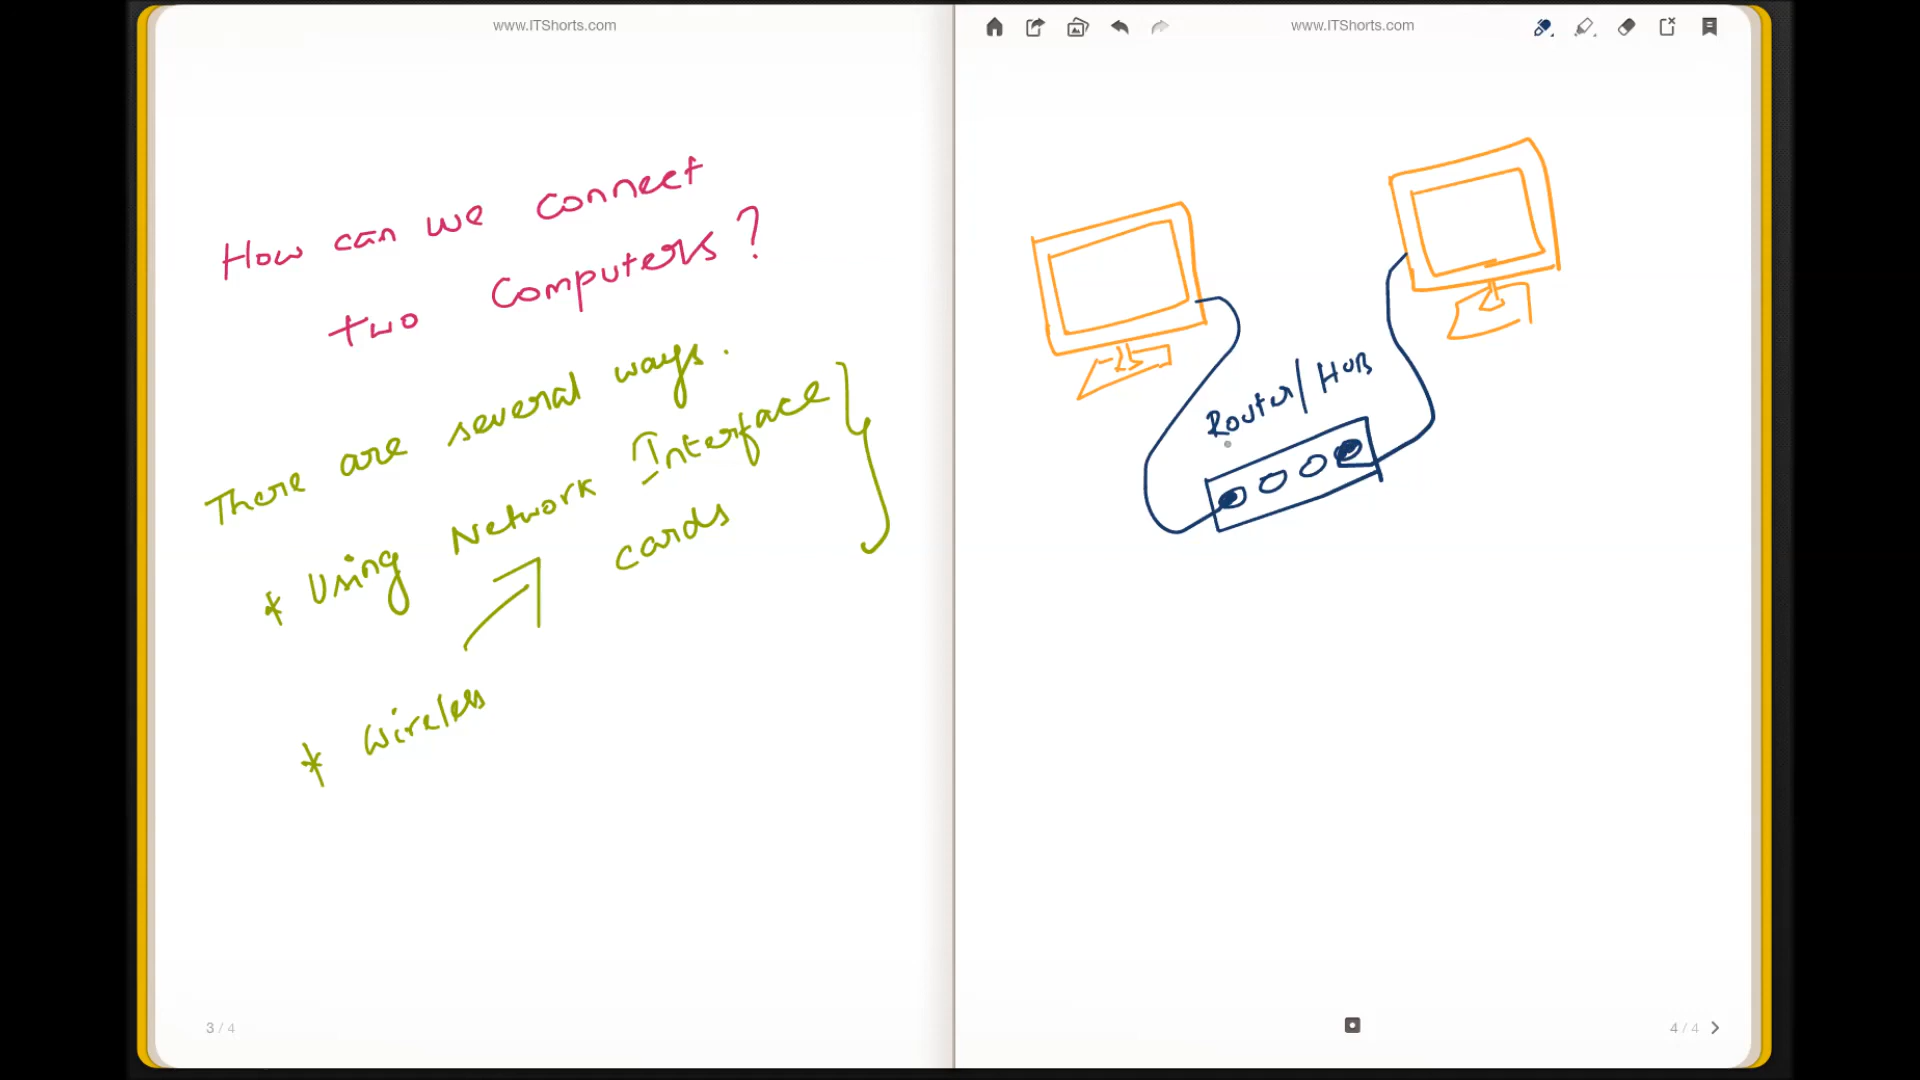 www.ITShorts.com
How can we connect
two Computers?
There are several ways.
* Using Network Interface
cards
* Wireless
3 / 4
www.ITShorts.com
Router/HUB
4 / 4